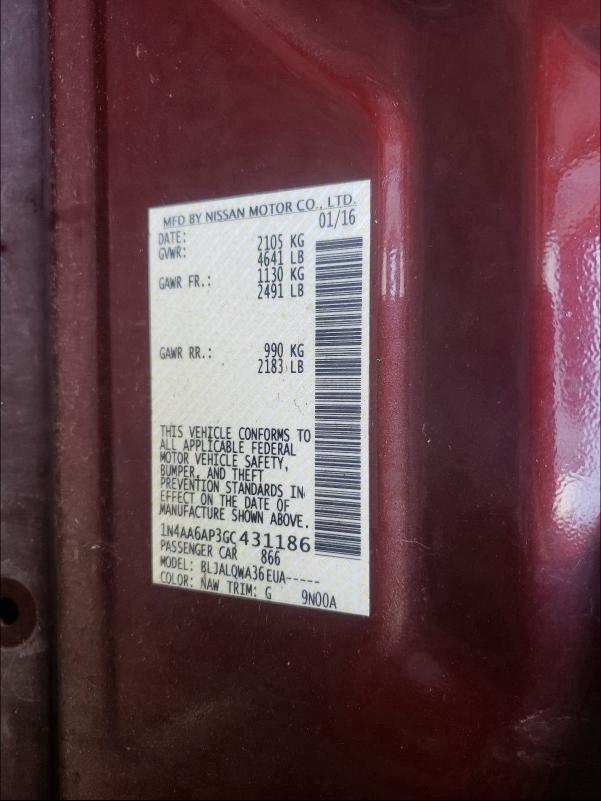 MFD BY NISSAN MOTOR CO., LTD.
DATE: 01/16
GVWR: 2105 KG
4641 LB
GAWR FR.: 1130 KG
2491 LB
GAWR RR.: 990 KG
2183 LB
THIS VEHICLE CONFORMS TO
ALL APPLICABLE FEDERAL
MOTOR VEHICLE SAFETY,
BUMPER, AND THEFT
PREVENTION STANDARDS IN
EFFECT ON THE DATE OF
MANUFACTURE SHOWN ABOVE.
1N4AA6AP3GC431186
PASSENGER CAR 866
MODEL: BLJALQWA36EUA-----
COLOR: NAW TRIM: G 9N00A